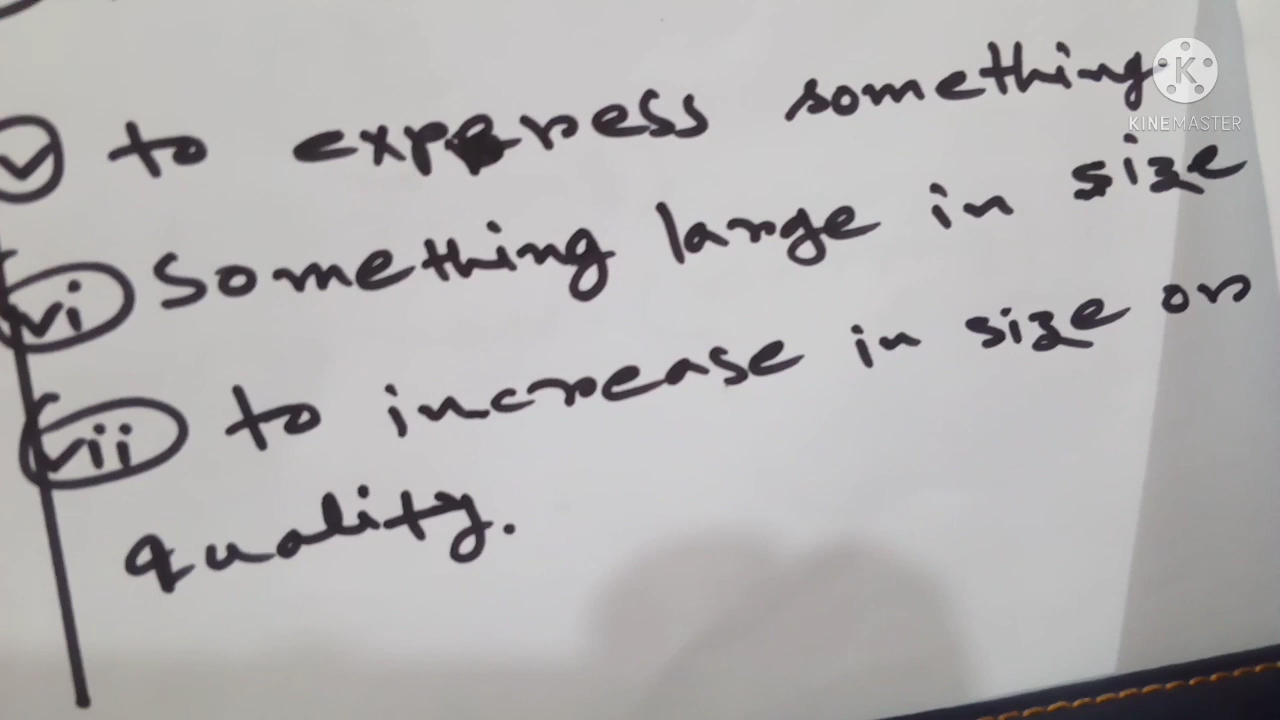 v to express something
vi something large in size
vii to increase in size or
quality.
KINEMASTER